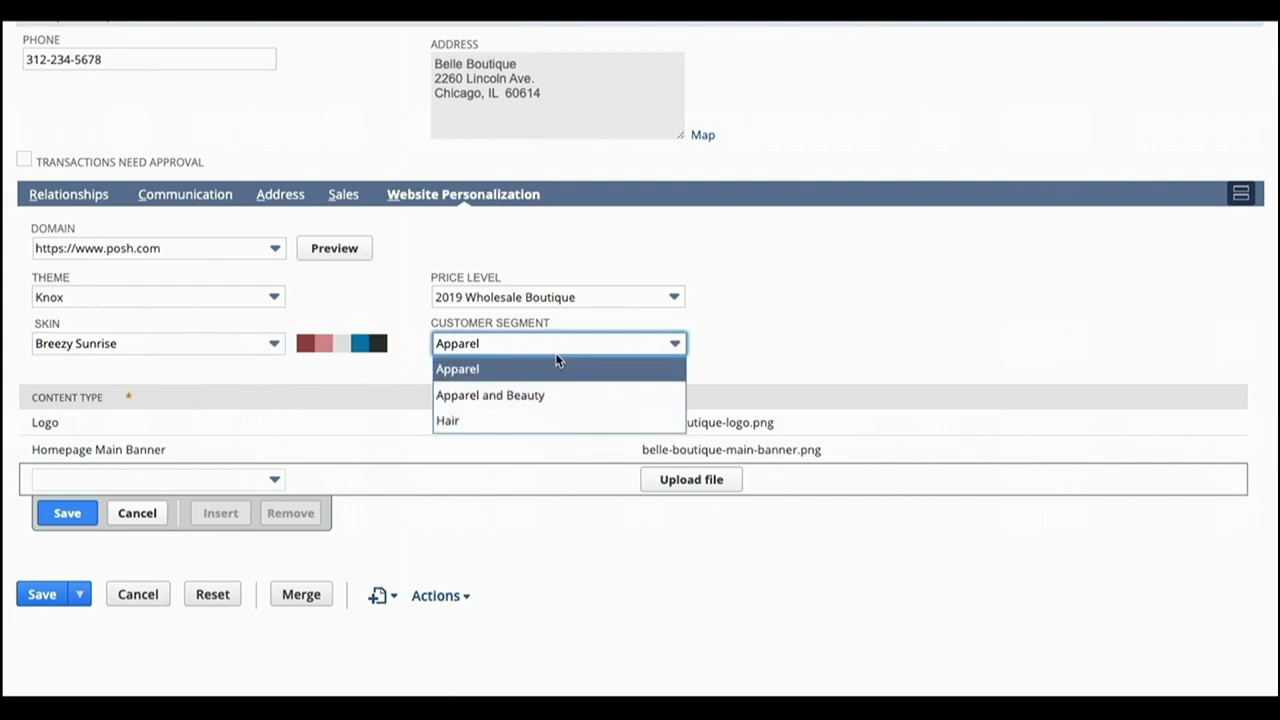 PHONE
312-234-5678
ADDRESS
Belle Boutique
2260 Lincoln Ave.
Chicago, IL 60614
Map
TRANSACTIONS NEED APPROVAL
Relationships Communication Address Sales Website Personalization
DOMAIN
https://www.posh.com Preview
THEME PRICE LEVEL
Knox 2019 Wholesale Boutique
SKIN CUSTOMER SEGMENT
Breezy Sunrise Apparel
Apparel
Apparel and Beauty
Hair
CONTENT TYPE *
Logo utique-logo.png
Homepage Main Banner belle-boutique-main-banner.png
Upload file
Save Cancel Insert Remove
Save Cancel Reset Merge Actions